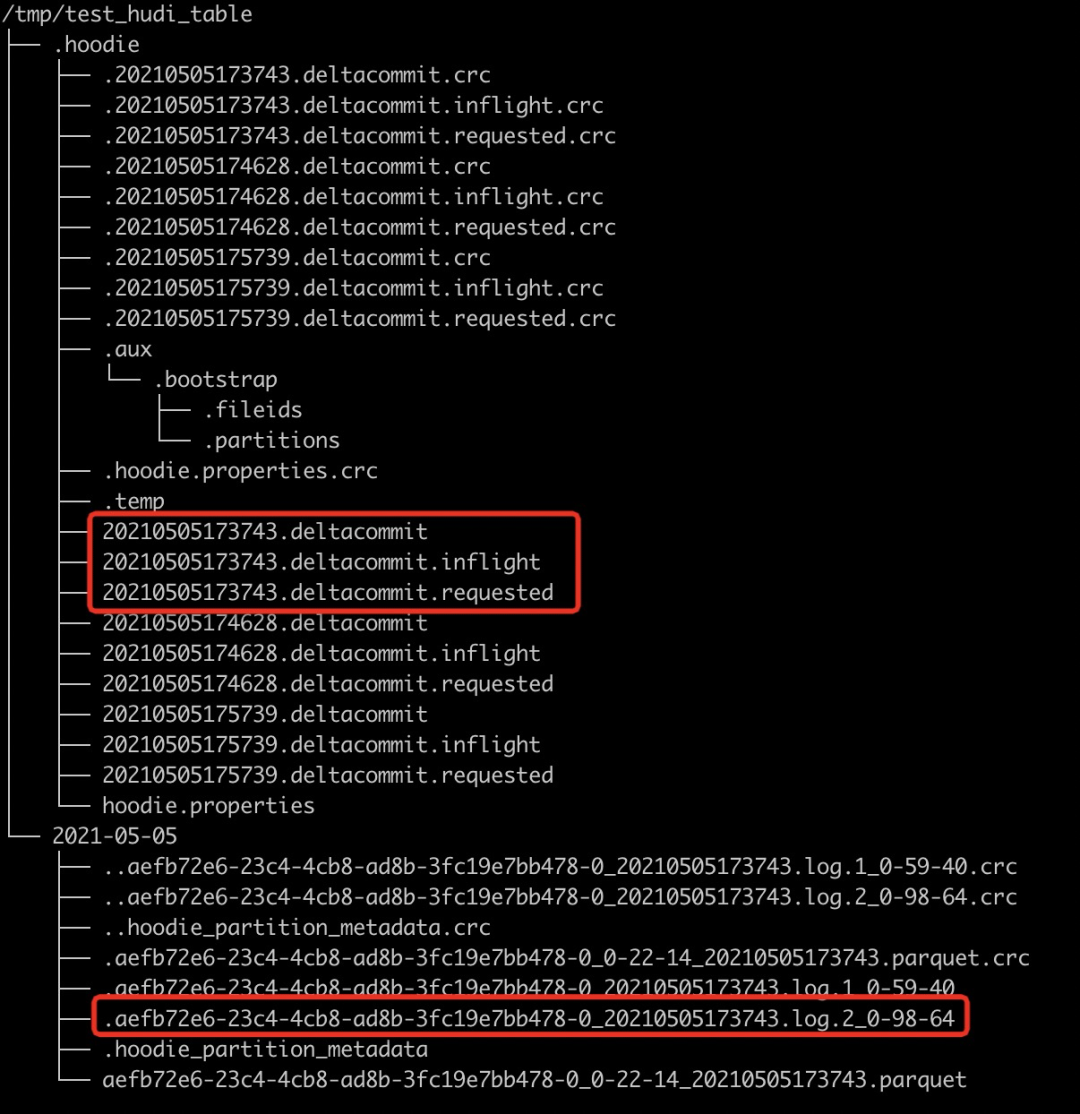 /tmp/test_hudi_table
├── .hoodie
│   ├── .20210505173743.deltacommit.crc
│   ├── .20210505173743.deltacommit.inflight.crc
│   ├── .20210505173743.deltacommit.requested.crc
│   ├── .20210505174628.deltacommit.crc
│   ├── .20210505174628.deltacommit.inflight.crc
│   ├── .20210505174628.deltacommit.requested.crc
│   ├── .20210505175739.deltacommit.crc
│   ├── .20210505175739.deltacommit.inflight.crc
│   ├── .20210505175739.deltacommit.requested.crc
│   ├── .aux
│   │   └── .bootstrap
│   │       ├── .fileids
│   │       └── .partitions
│   ├── .hoodie.properties.crc
│   ├── .temp
│   ├── 20210505173743.deltacommit
│   ├── 20210505173743.deltacommit.inflight
│   ├── 20210505173743.deltacommit.requested
│   ├── 20210505174628.deltacommit
│   ├── 20210505174628.deltacommit.inflight
│   ├── 20210505174628.deltacommit.requested
│   ├── 20210505175739.deltacommit
│   ├── 20210505175739.deltacommit.inflight
│   ├── 20210505175739.deltacommit.requested
│   └── hoodie.properties
└── 2021-05-05
    ├── ..aefb72e6-23c4-4cb8-ad8b-3fc19e7bb478-0_20210505173743.log.1_0-59-40.crc
    ├── ..aefb72e6-23c4-4cb8-ad8b-3fc19e7bb478-0_20210505173743.log.2_0-98-64.crc
    ├── ..hoodie_partition_metadata.crc
    ├── .aefb72e6-23c4-4cb8-ad8b-3fc19e7bb478-0_0-22-14_20210505173743.parquet.crc
    ├── .aefb72e6-23c4-4cb8-ad8b-3fc19e7bb478-0_20210505173743.log.1_0-59-40
    ├── .aefb72e6-23c4-4cb8-ad8b-3fc19e7bb478-0_20210505173743.log.2_0-98-64
    ├── .hoodie_partition_metadata
    └── aefb72e6-23c4-4cb8-ad8b-3fc19e7bb478-0_0-22-14_20210505173743.parquet